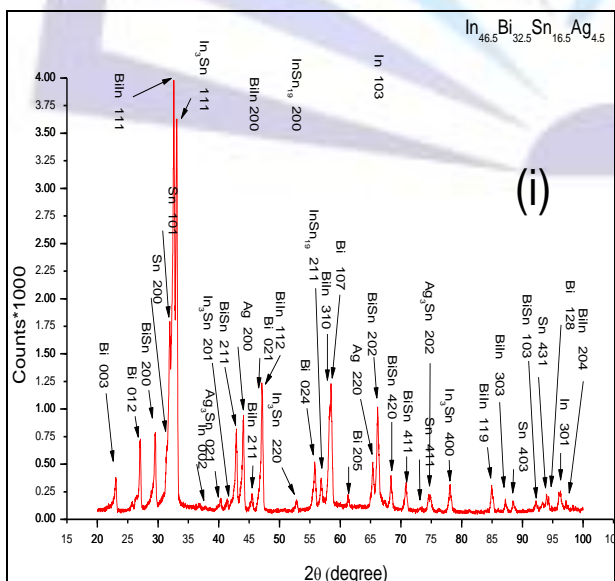 In46.5Bi32.5Sn16.5Ag4.5
(i)
Counts*1000
4.00
3.75
3.50
3.25
3.00
2.75
2.50
2.25
2.00
1.75
1.50
1.25
1.00
0.75
0.50
0.25
0.00
Bi 003
Bi 012
BiSn 200
Sn 200
Sn 101
BiIn 111
In3Sn 111
In3Sn 201
Ag3Sn 021
In 002
BiSn 211
Ag 200
BiIn 211
BiIn 200
Bi 021
BiIn 112
In3Sn 220
InSn19 200
Bi 024
InSn19 211
BiIn 310
Bi 107
Bi 205
Ag 220
BiSn 202
In 103
BiSn 420
BiSn 411
Sn 411
Ag3Sn 202
In3Sn 400
BiIn 119
BiIn 303
Sn 403
BiSn 103
Sn 431
Bi 128
In 301
BiIn 204
15 20 25 30 35 40 45 50 55 60 65 70 75 80 85 90 95 100 10
2θ (degree)